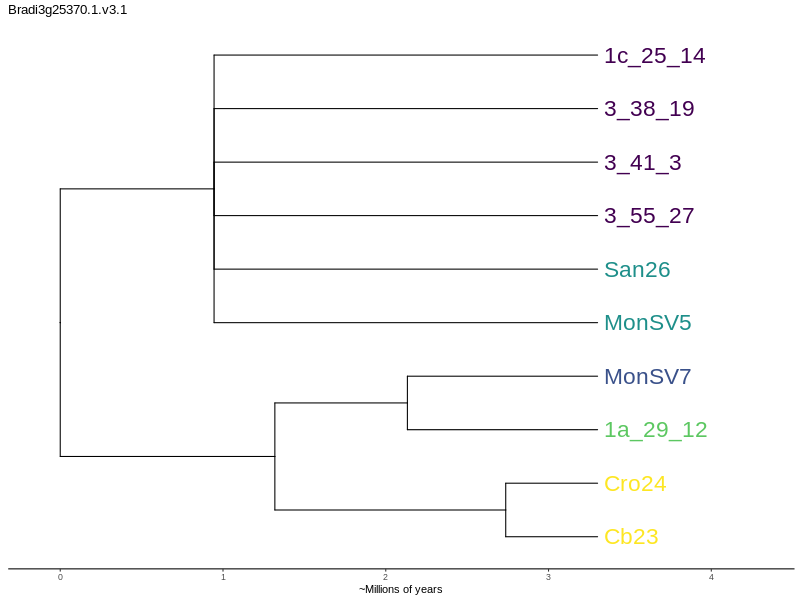 Bradi3g25370.1.v3.1
1c_25_14
3_38_19
3_41_3
3_55_27
San26
MonSV5
MonSV7
1a_29_12
Cro24
Cb23
0 1 2 3 4
~Millions of years